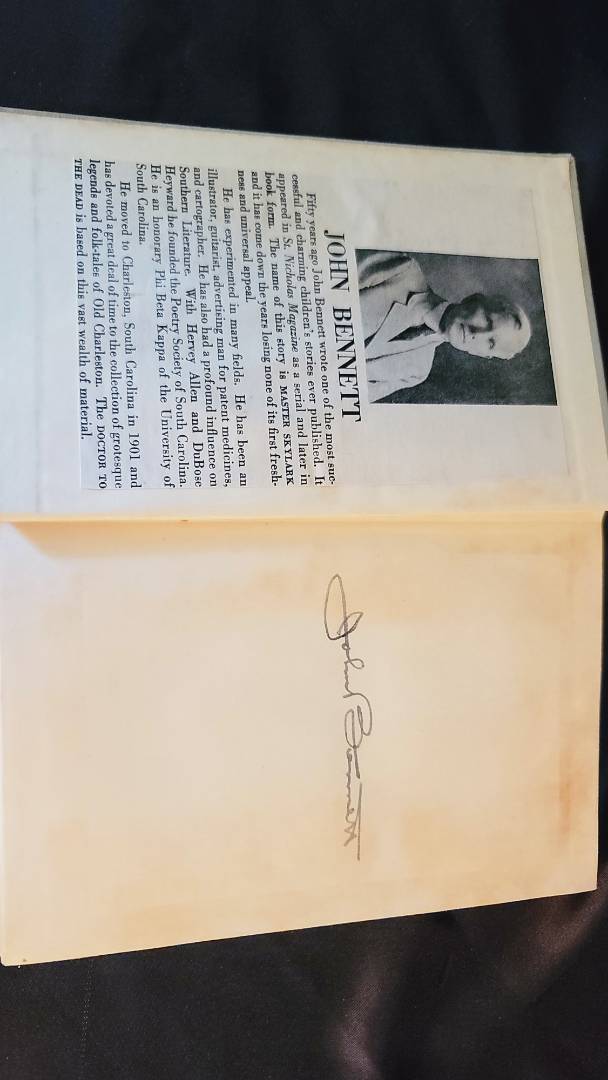 JOHN BENNETT
Fifty years ago John Bennett wrote one of the most suc-
cessful and charming children's stories ever published. It
appeared in St. Nicholas Magazine as a serial and later in
book form. The name of this story is MASTER SKYLARK
and it has come down the years losing none of its first fresh-
ness and universal appeal.
He has experimented in many fields. He has been an
illustrator, guitarist, advertising man for patent medicines,
and cartographer. He has also had a profound influence on
Southern Literature. With Hervey Allen and DuBose
Heyward he founded the Poetry Society of South Carolina.
He is an honorary Phi Beta Kappa of the University of
South Carolina.
He moved to Charleston, South Carolina in 1901 and
has devoted a great deal of time to the collection of grotesque
legends and folk-tales of Old Charleston. THE DOCTOR TO
THE DEAD is based on this vast wealth of material.
John Bennett